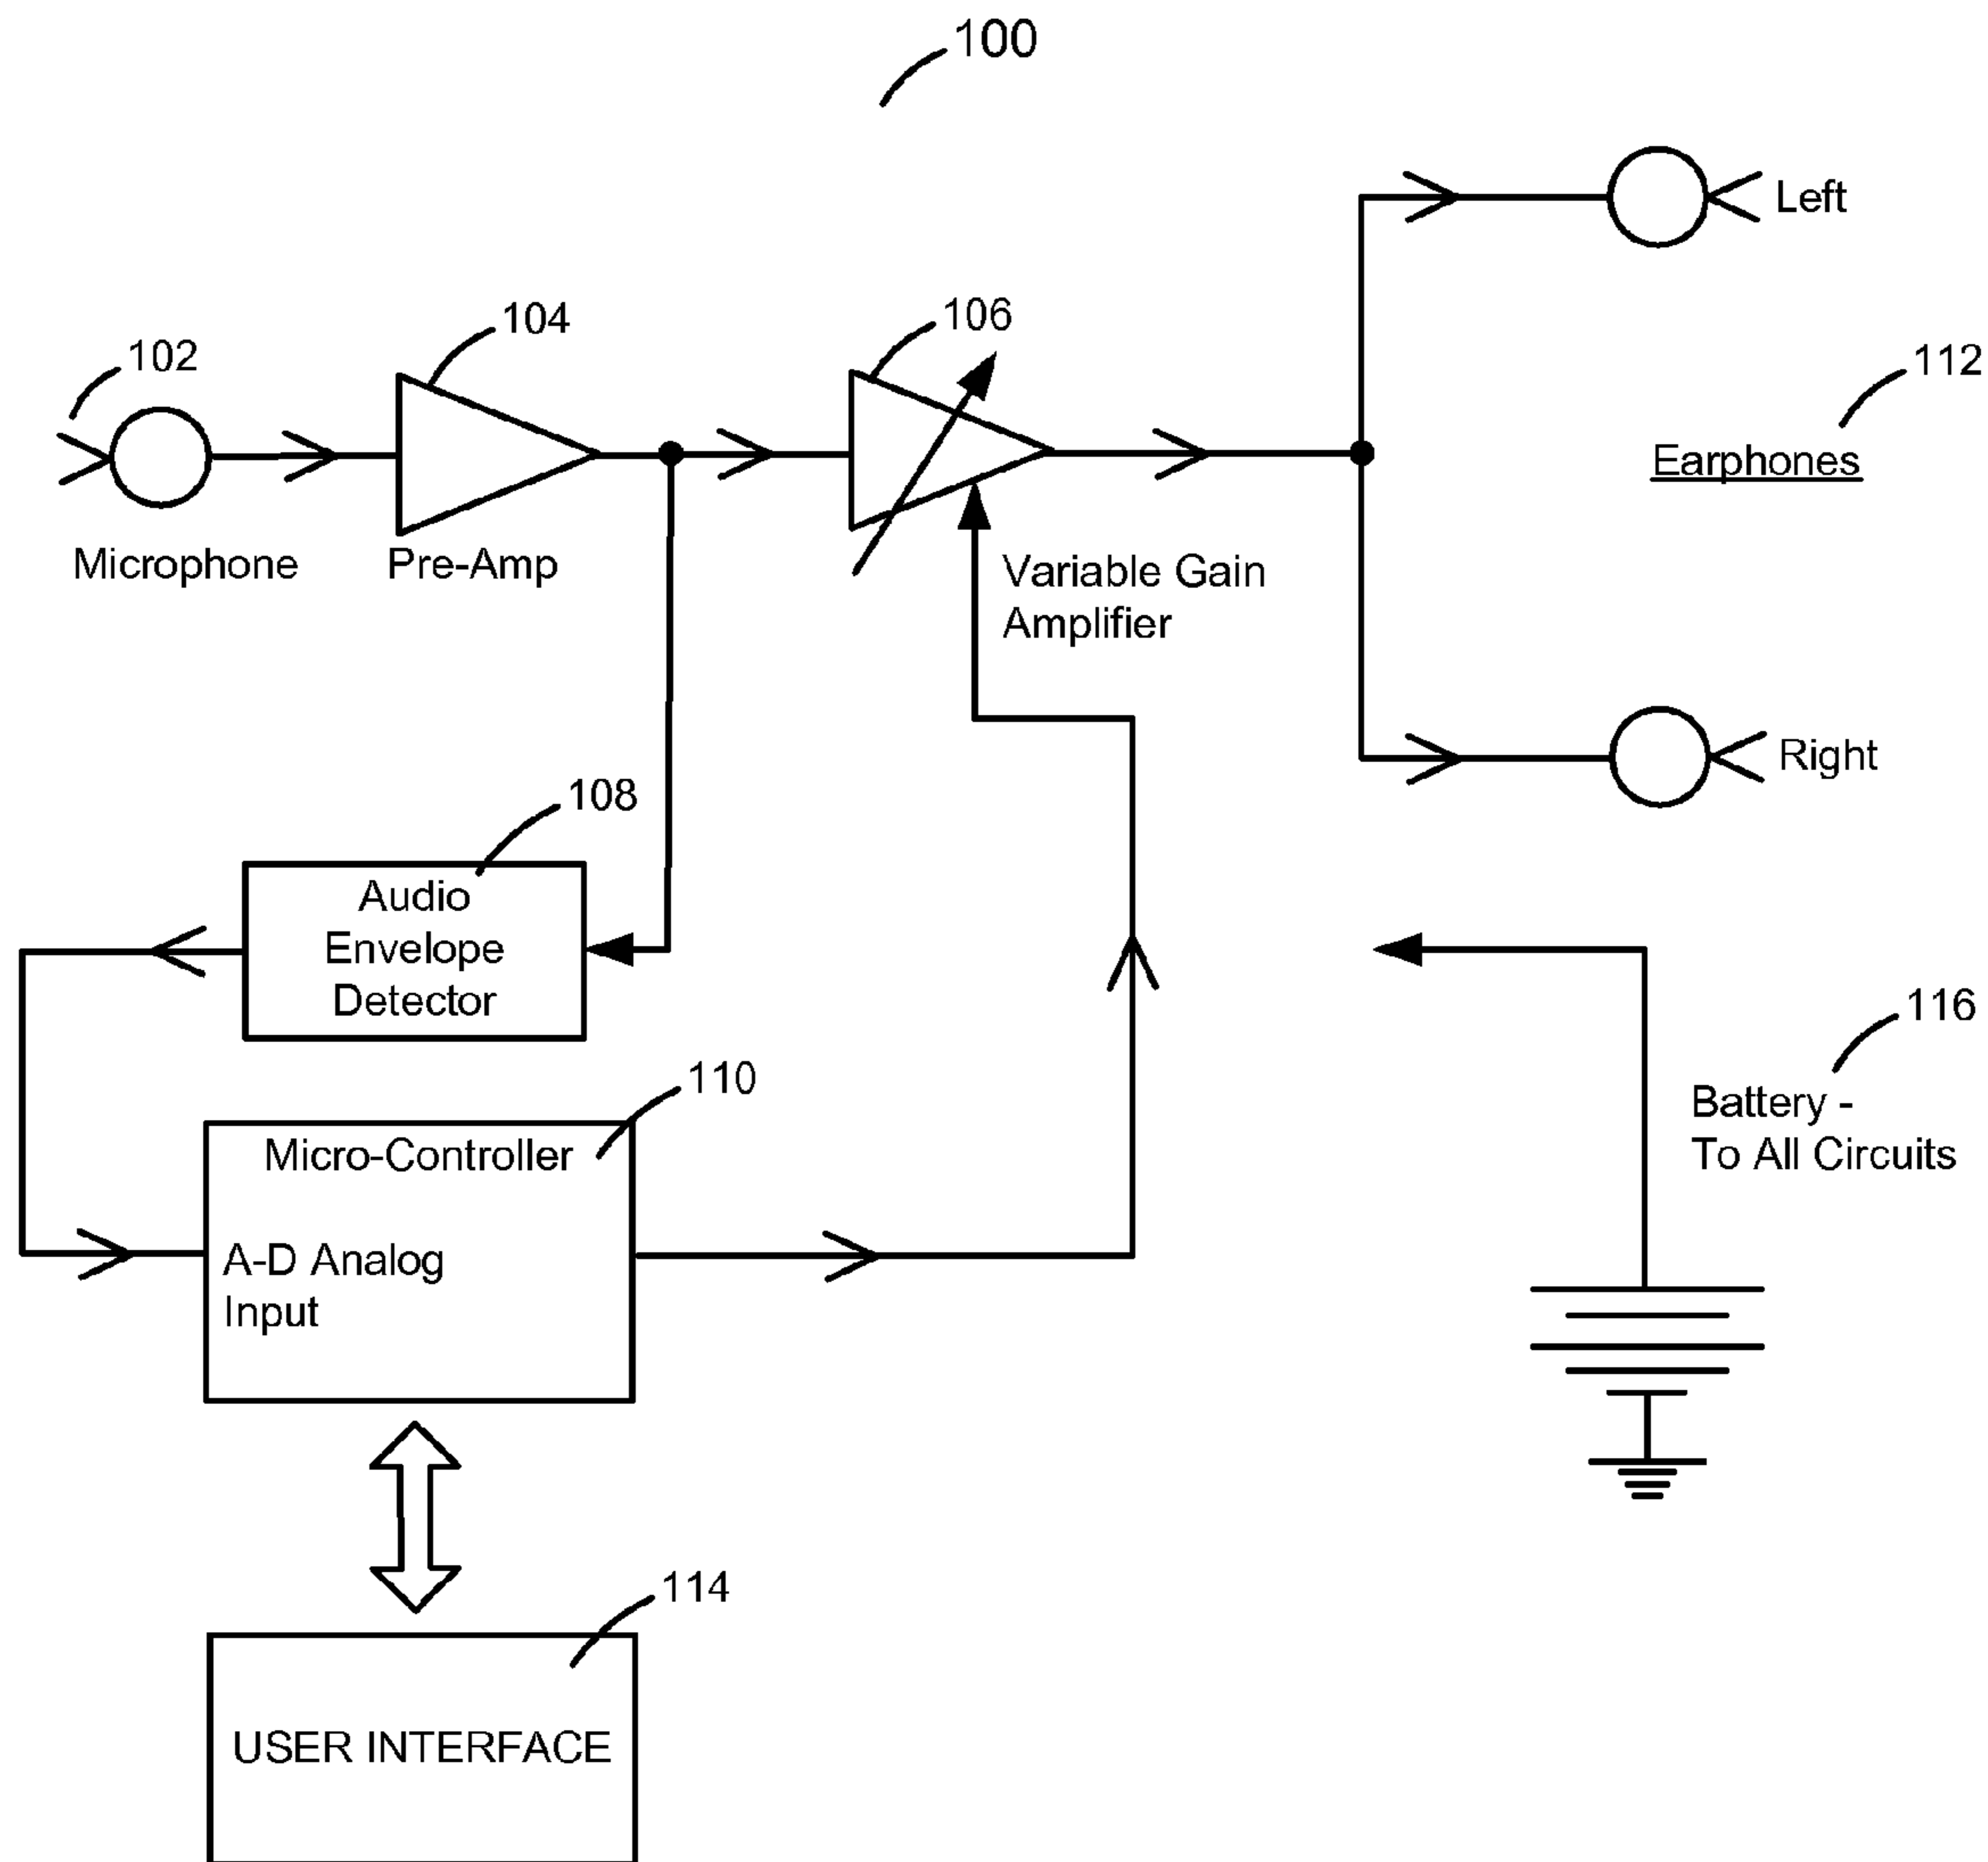 100
Left
104
106
102
112
Earphones
Microphone
Pre-Amp
Variable Gain
Amplifier
Right
108
Audio
Envelope
Detector
116
110
Battery -
To All Circuits
Micro-Controller
A-D Analog
Input
114
USER INTERFACE